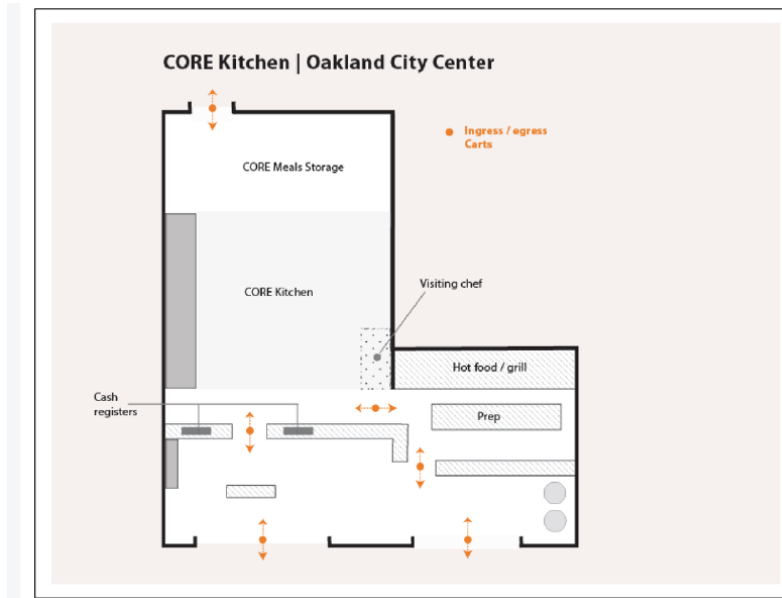 CORE Kitchen | Oakland City Center
Ingress / egress
Carts
CORE Meals Storage
Visiting chef
CORE Kitchen
Hot food / grill
Cash
registers
Prep